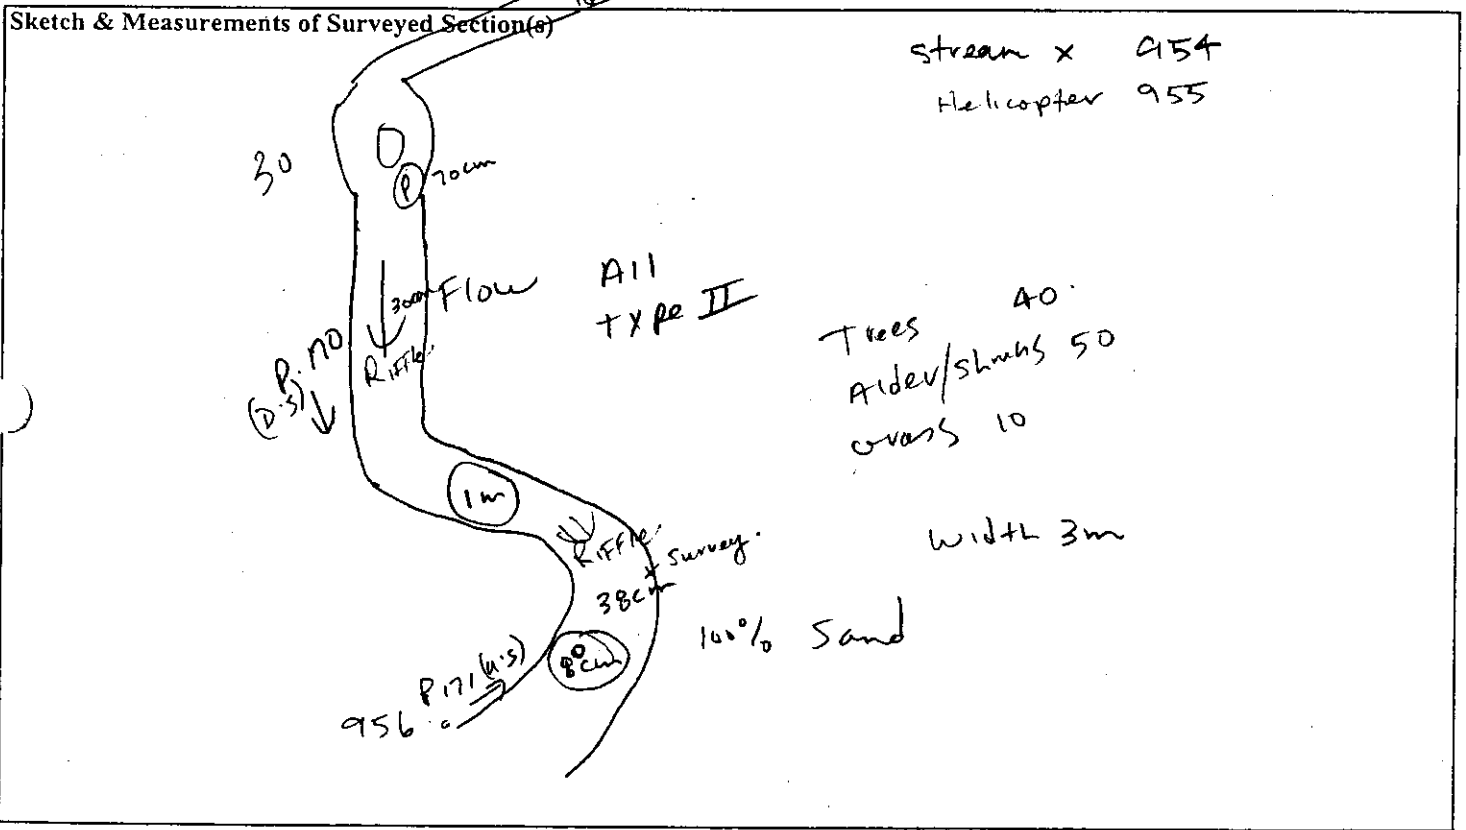 Sketch & Measurements of Surveyed Section(s)
stream x 954
Helicopter 955
30
P 70cm
30cm Flow
All
type II
P. 170
(D.S)
Riffle.
Trees 40
Alder/shrubs 50
Grass 10
1m
Riffle.
x survey.
38cm
width 3m
100% Sand
80cm
P 171 (u.s)
956